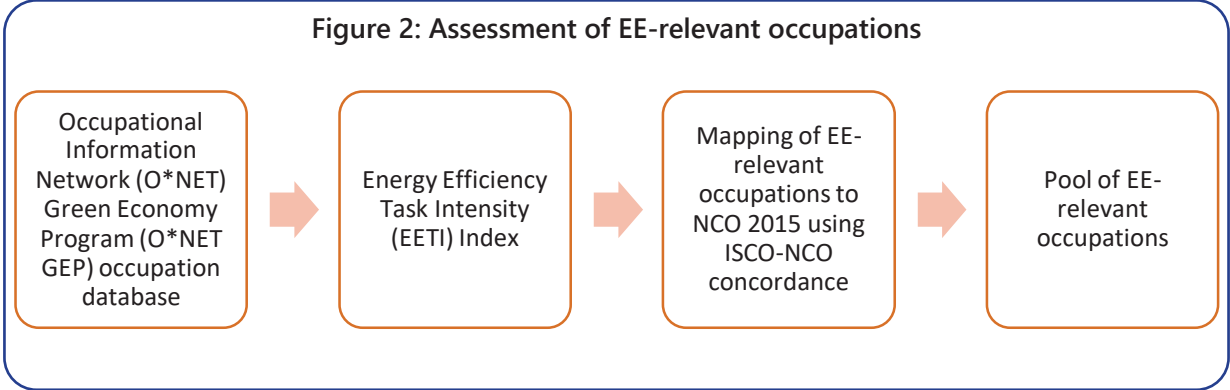 Figure 2: Assessment of EE-relevant occupations
Occupational
Information
Network (O*NET)
Green Economy
Program (O*NET
GEP) occupation
database
Energy Efficiency
Task Intensity
(EETI) Index
Mapping of EE-
relevant
occupations to
NCO 2015 using
ISCO-NCO
concordance
Pool of EE-
relevant
occupations